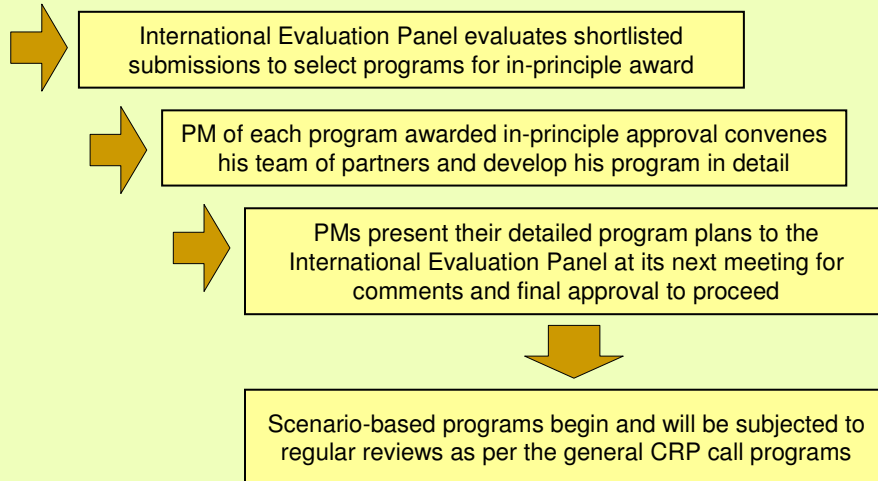 International Evaluation Panel evaluates shortlisted
submissions to select programs for in-principle award
PM of each program awarded in-principle approval convenes
his team of partners and develop his program in detail
PMs present their detailed program plans to the
International Evaluation Panel at its next meeting for
comments and final approval to proceed
Scenario-based programs begin and will be subjected to
regular reviews as per the general CRP call programs